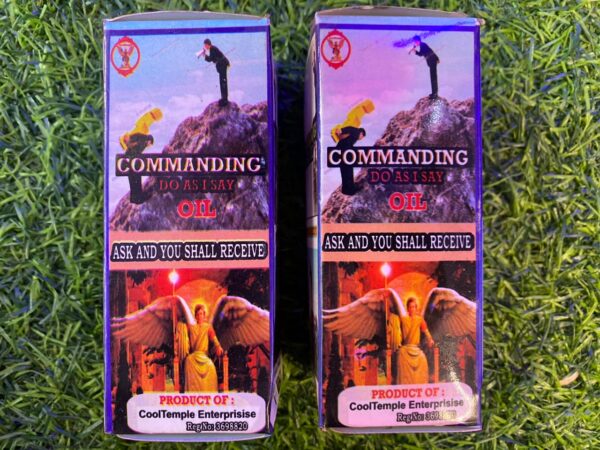 COMMANDING
DO AS I SAY
OIL
ASK AND YOU SHALL RECEIVE
PRODUCT OF :
CoolTemple Enterprisise
RegNo: 3698820
COMMANDING
DO AS I SAY
OIL
ASK AND YOU SHALL RECEIVE
PRODUCT OF :
CoolTemple Enterprisise
RegNo: